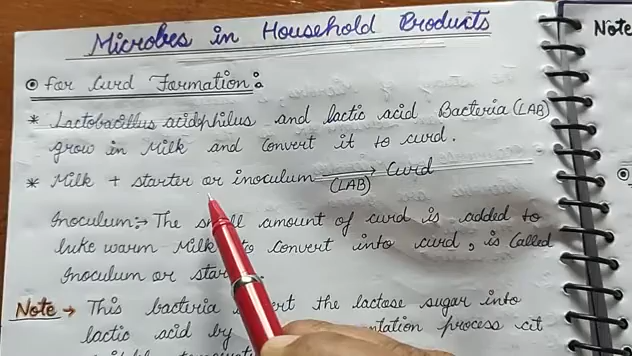 Microbes in Household Products
For Curd Formation:
* Lactobacillus acidphilus and lactic acid Bacteria (LAB)
grow in Milk and Convert it to curd.
* Milk + starter or inoculum → Curd
(LAB)
Inoculum:→ The small amount of curd is added to
luke warm Milk to convert into curd, is Called
Inoculum or
Note → This bacteria the lactose sugar into
lactic acid by process
Note